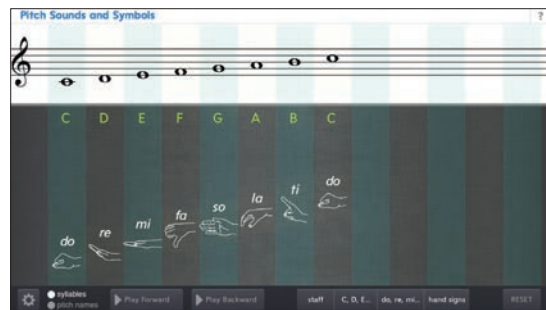 Pitch Sounds and Symbols ?
C D E F G A B C
do re mi fa so la ti do
syllables
pitch names
Play Forward Play Backward staff C, D, E... do, re, mi... hand signs RESET